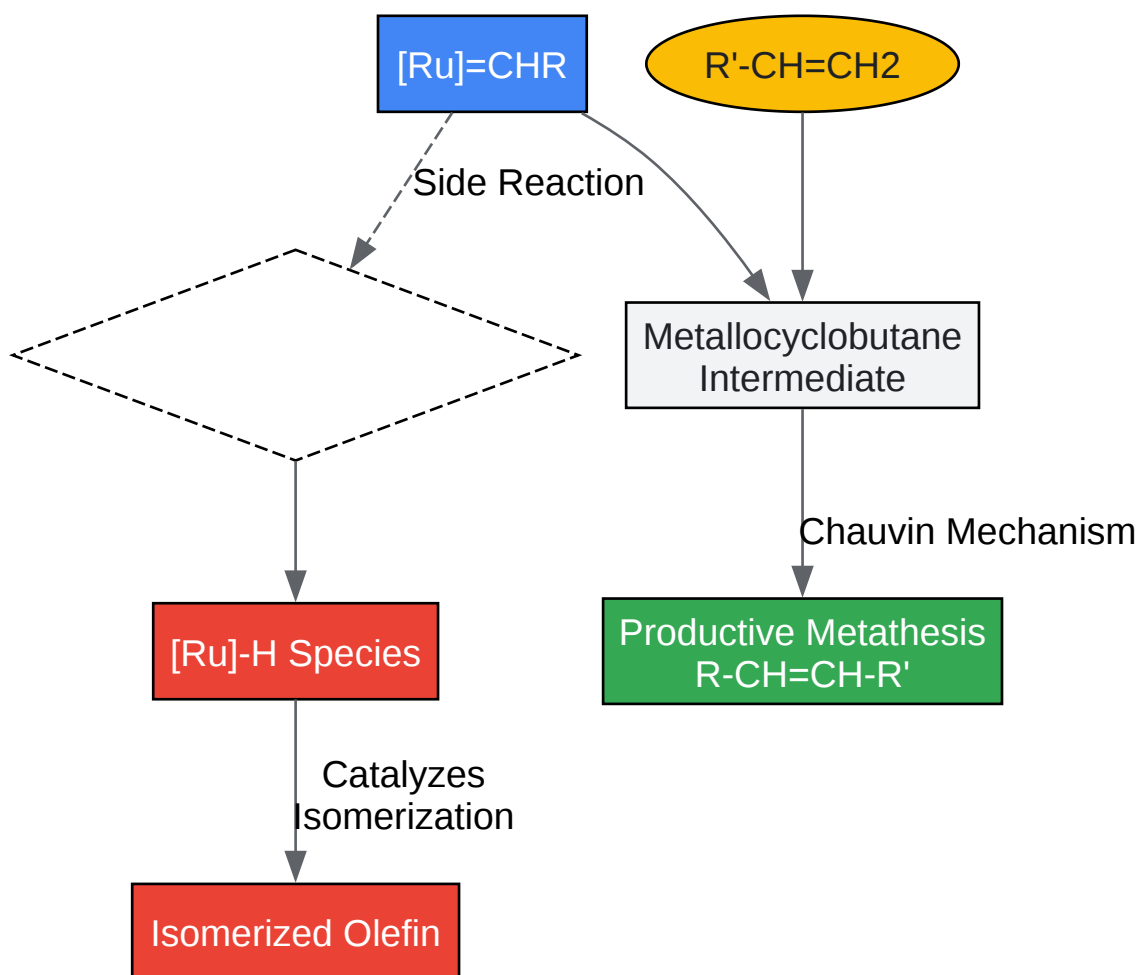 [Ru]=CHR
R'-CH=CH2
Side Reaction
Metallocyclobutane
Intermediate
Chauvin Mechanism
[Ru]-H Species
Productive Metathesis
R-CH=CH-R'
Catalyzes
Isomerization
Isomerized Olefin